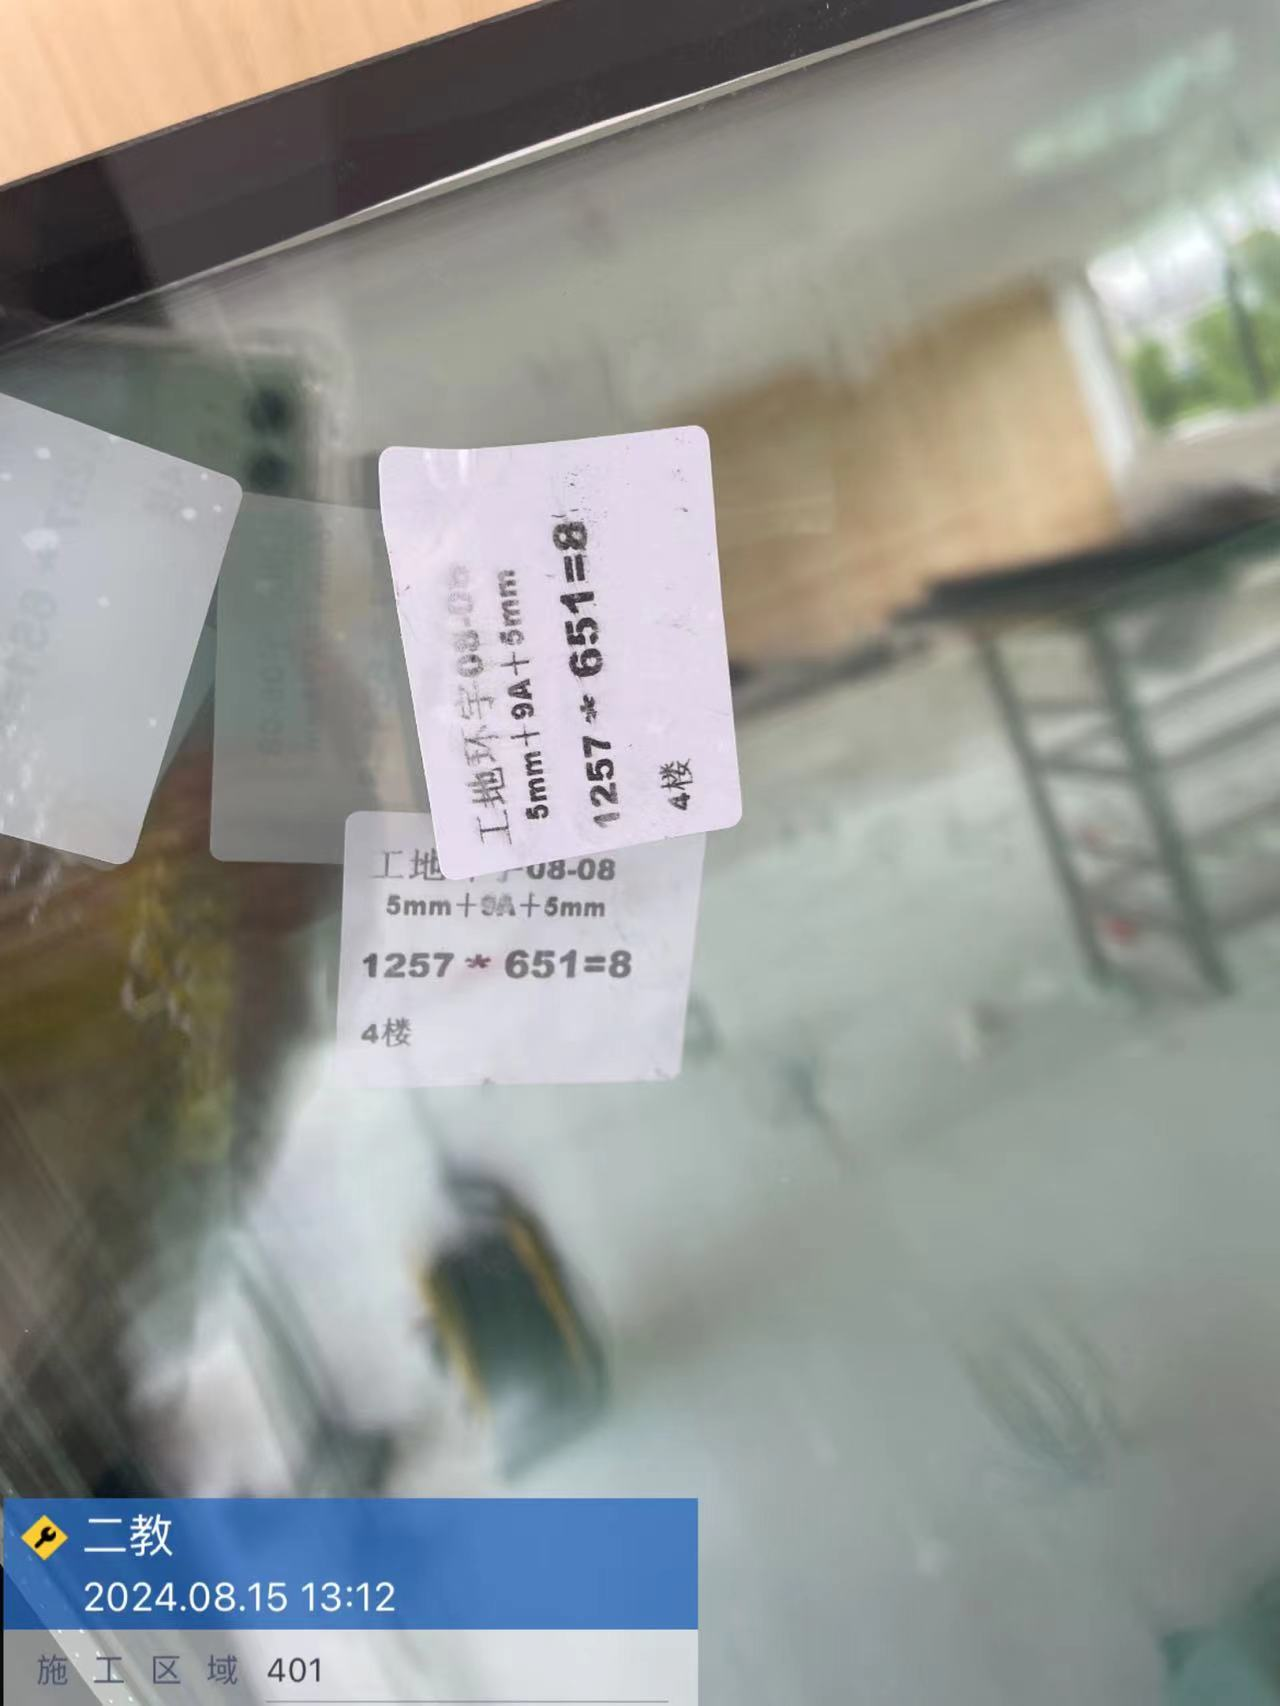 工地环宇08-08
5mm+9A+5mm
1257 * 651=8
4楼
工地 08-08
5mm+9A+5mm
1257 * 651=8
4楼
二教
2024.08.15 13:12
施工区域 401